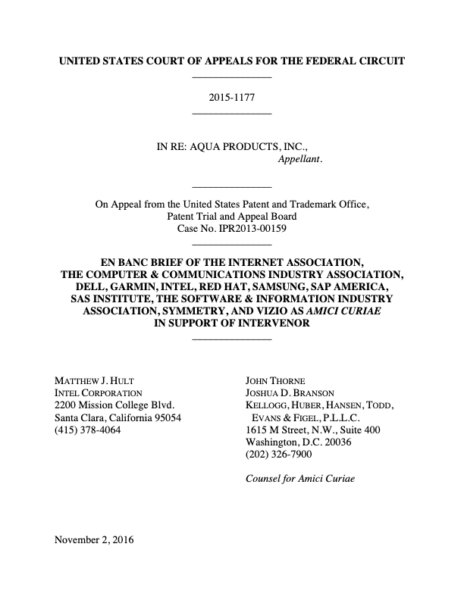 UNITED STATES COURT OF APPEALS FOR THE FEDERAL CIRCUIT
2015-1177
IN RE: AQUA PRODUCTS, INC.,
Appellant.
On Appeal from the United States Patent and Trademark Office,
Patent Trial and Appeal Board
Case No. IPR2013-00159
EN BANC BRIEF OF THE INTERNET ASSOCIATION,
THE COMPUTER & COMMUNICATIONS INDUSTRY ASSOCIATION,
DELL, GARMIN, INTEL, RED HAT, SAMSUNG, SAP AMERICA,
SAS INSTITUTE, THE SOFTWARE & INFORMATION INDUSTRY
ASSOCIATION, SYMMETRY, AND VIZIO AS AMICI CURIAE
IN SUPPORT OF INTERVENOR
MATTHEW J. HULT
INTEL CORPORATION
2200 Mission College Blvd.
Santa Clara, California 95054
(415) 378-4064
JOHN THORNE
JOSHUA D. BRANSON
KELLOGG, HUBER, HANSEN, TODD,
EVANS & FIGEL, P.L.L.C.
1615 M Street, N.W., Suite 400
Washington, D.C. 20036
(202) 326-7900
Counsel for Amici Curiae
November 2, 2016